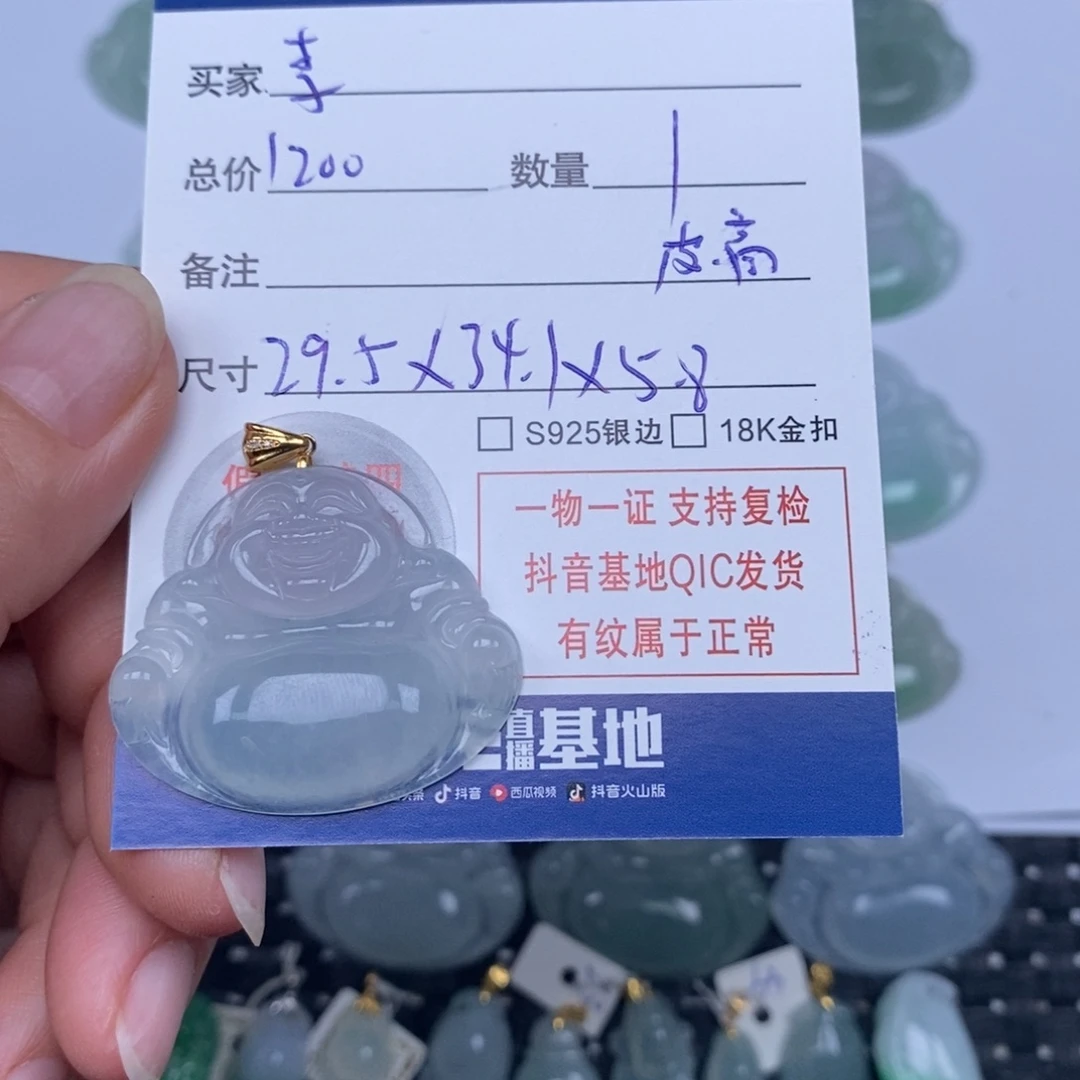 买家 李
总价 1200 数量 1
备注 皮.高
尺寸 29.5X34.1X5.8
S925银边 18K金扣
一物一证 支持复检
抖音基地QIC发货
有纹属于正常
直播基地
抖音 西瓜视频 抖音火山版